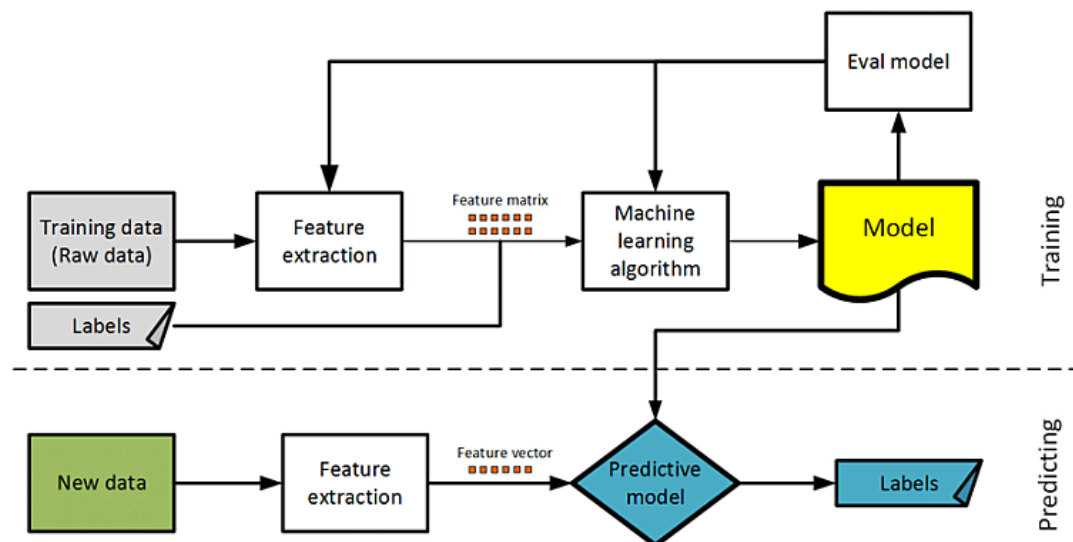 Eval model
Training
Training data
(Raw data)
Feature
extraction
Feature matrix
Machine
learning
algorithm
Model
Labels
Predicting
New data
Feature
extraction
Feature vector
Predictive
model
Labels